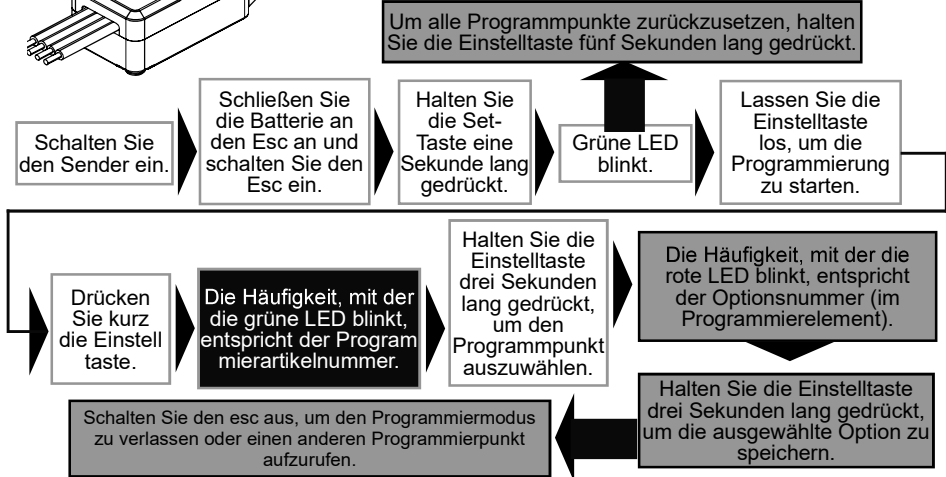 Um alle Programmpunkte zurückzusetzen, halten
Sie die Einstelltaste fünf Sekunden lang gedrückt.
Schalten Sie
den Sender ein.
Schließen Sie
die Batterie an
den Esc an und
schalten Sie den
Esc ein.
Halten Sie
die Set-
Taste eine
Sekunde lang
gedrückt.
Grüne LED
blinkt.
Lassen Sie die
Einstelltaste
los, um die
Programmierung
zu starten.
Drücken
Sie kurz
die Einstell
taste.
Die Häufigkeit, mit der
die grüne LED blinkt,
entspricht der Program
mierartikelnummer.
Halten Sie die
Einstelltaste
drei Sekunden
lang gedrückt,
um den
Programmpunkt
auszuwählen.
Die Häufigkeit, mit der die
rote LED blinkt, entspricht
der Optionsnummer (im
Programmierelement).
Halten Sie die Einstelltaste
drei Sekunden lang gedrückt,
um die ausgewählte Option zu
speichern.
Schalten Sie den esc aus, um den Programmiermodus
zu verlassen oder einen anderen Programmierpunkt
aufzurufen.